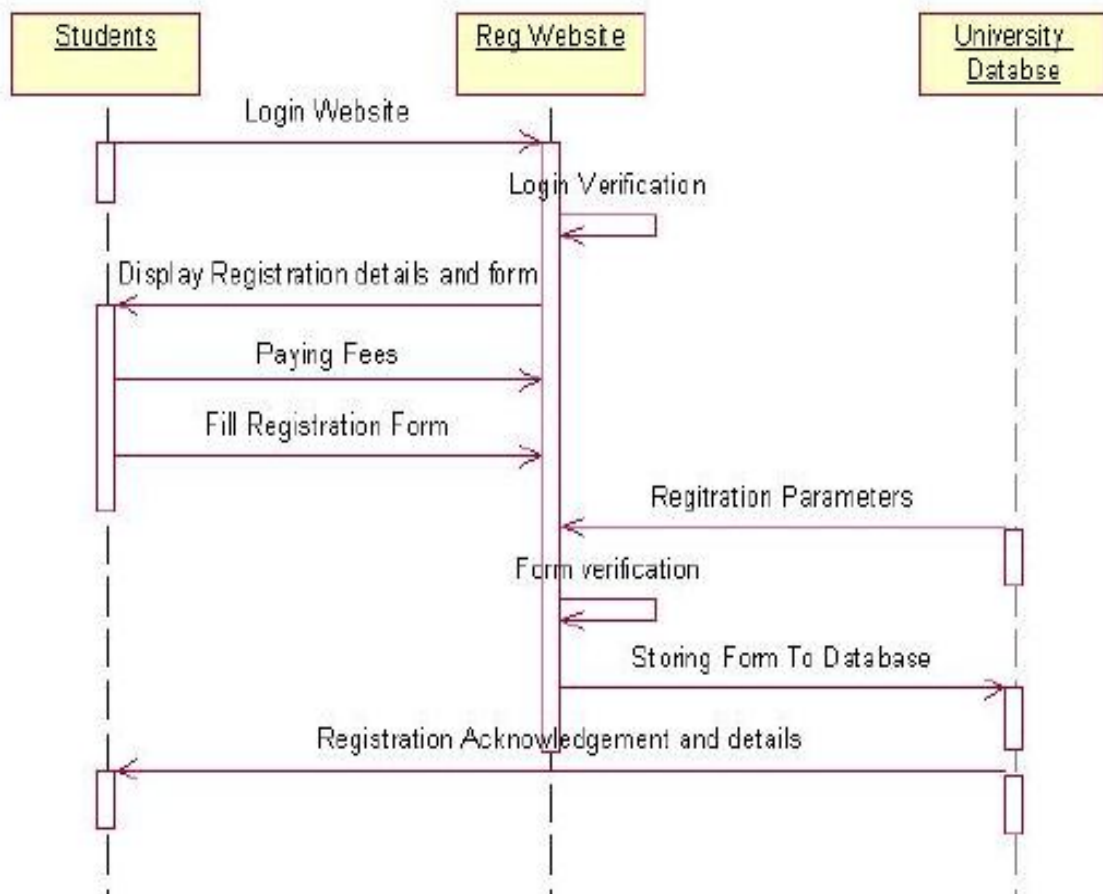 Students
Reg Website
University
Databse
Login Website
Login Verification
Display Registration details and form
Paying Fees
Fill Registration Form
Regitration Parameters
Form verification
Storing Form To Database
Registration Acknowledgement and details